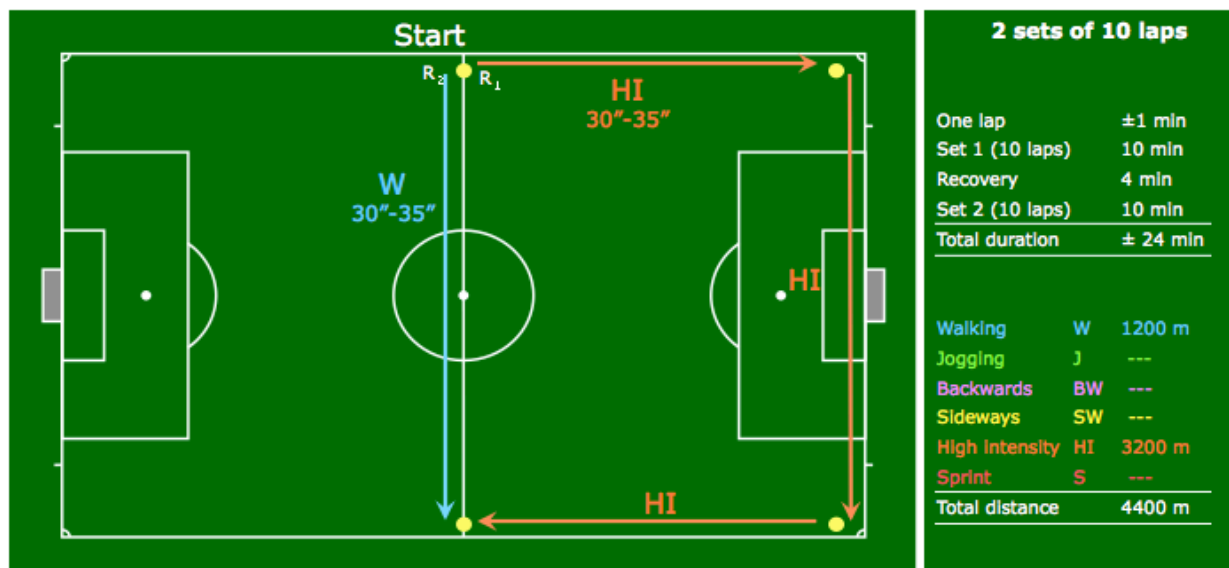 Start
R₂
R₁
HI
30"-35"
W
30"-35"
HI
HI
2 sets of 10 laps
One lap ±1 min
Set 1 (10 laps) 10 min
Recovery 4 min
Set 2 (10 laps) 10 min
Total duration ± 24 min
Walking W 1200 m
Jogging J ---
Backwards BW ---
Sideways SW ---
High intensity HI 3200 m
Sprint S ---
Total distance 4400 m